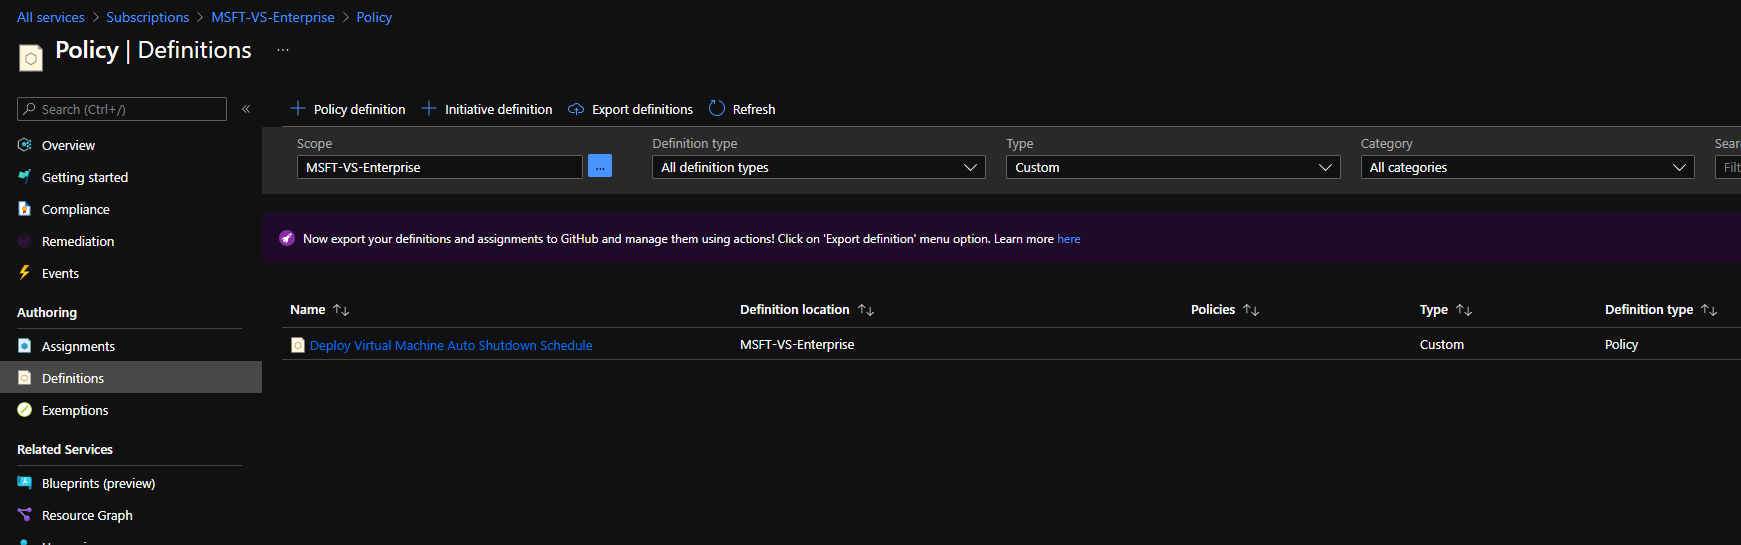 All services > Subscriptions > MSFT-VS-Enterprise > Policy
Policy | Definitions ...
Search (Ctrl+/) «
Overview
Getting started
Compliance
Remediation
Events
Authoring
Assignments
Definitions
Exemptions
Related Services
Blueprints (preview)
Resource Graph
+ Policy definition + Initiative definition Export definitions Refresh
Scope Definition type Type Category
MSFT-VS-Enterprise ... All definition types Custom All categories
Now export your definitions and assignments to GitHub and manage them using actions! Click on 'Export definition' menu option. Learn more here
Name ↑↓ Definition location ↑↓ Policies ↑↓ Type ↑↓ Definition type ↑↓
Deploy Virtual Machine Auto Shutdown Schedule MSFT-VS-Enterprise Custom Policy